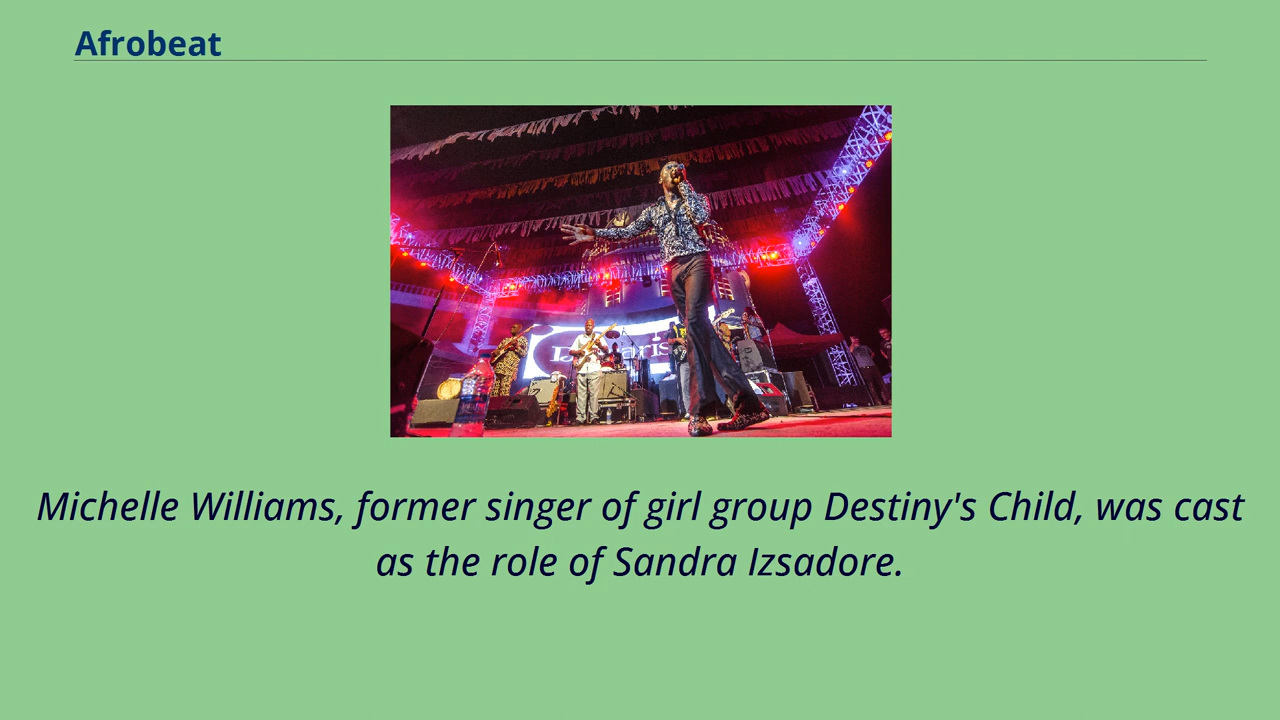 Afrobeat
Michelle Williams, former singer of girl group Destiny's Child, was cast
as the role of Sandra Izsadore.